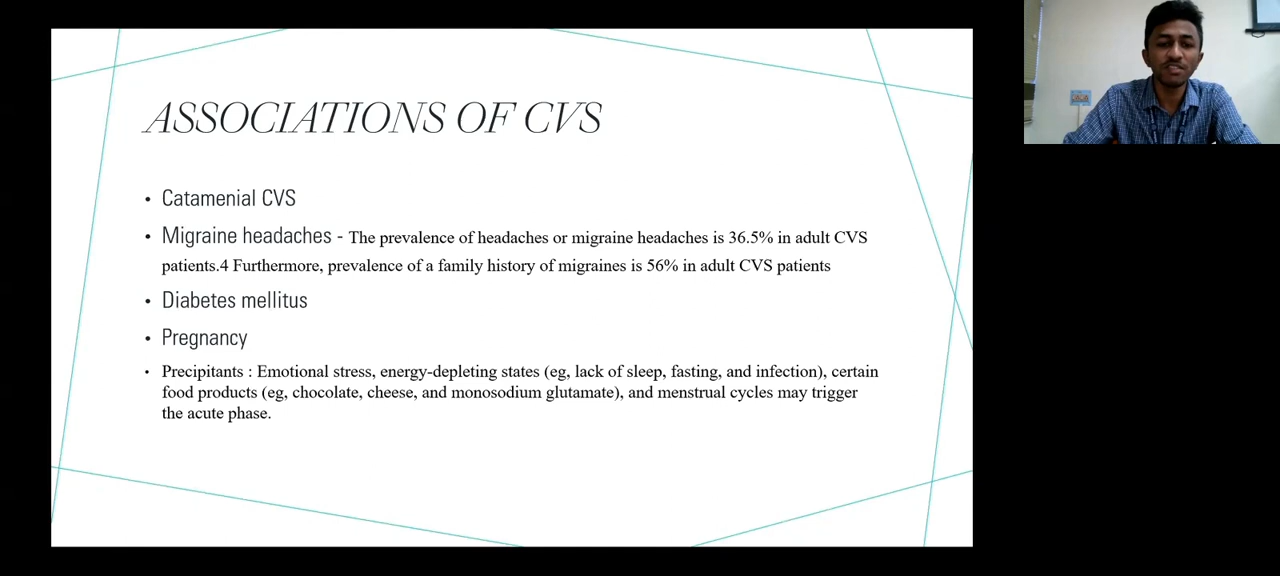 ASSOCIATIONS OF CVS
• Catamenial CVS
• Migraine headaches - The prevalence of headaches or migraine headaches is 36.5% in adult CVS
patients.4 Furthermore, prevalence of a family history of migraines is 56% in adult CVS patients
• Diabetes mellitus
• Pregnancy
• Precipitants : Emotional stress, energy-depleting states (eg, lack of sleep, fasting, and infection), certain
food products (eg, chocolate, cheese, and monosodium glutamate), and menstrual cycles may trigger
the acute phase.